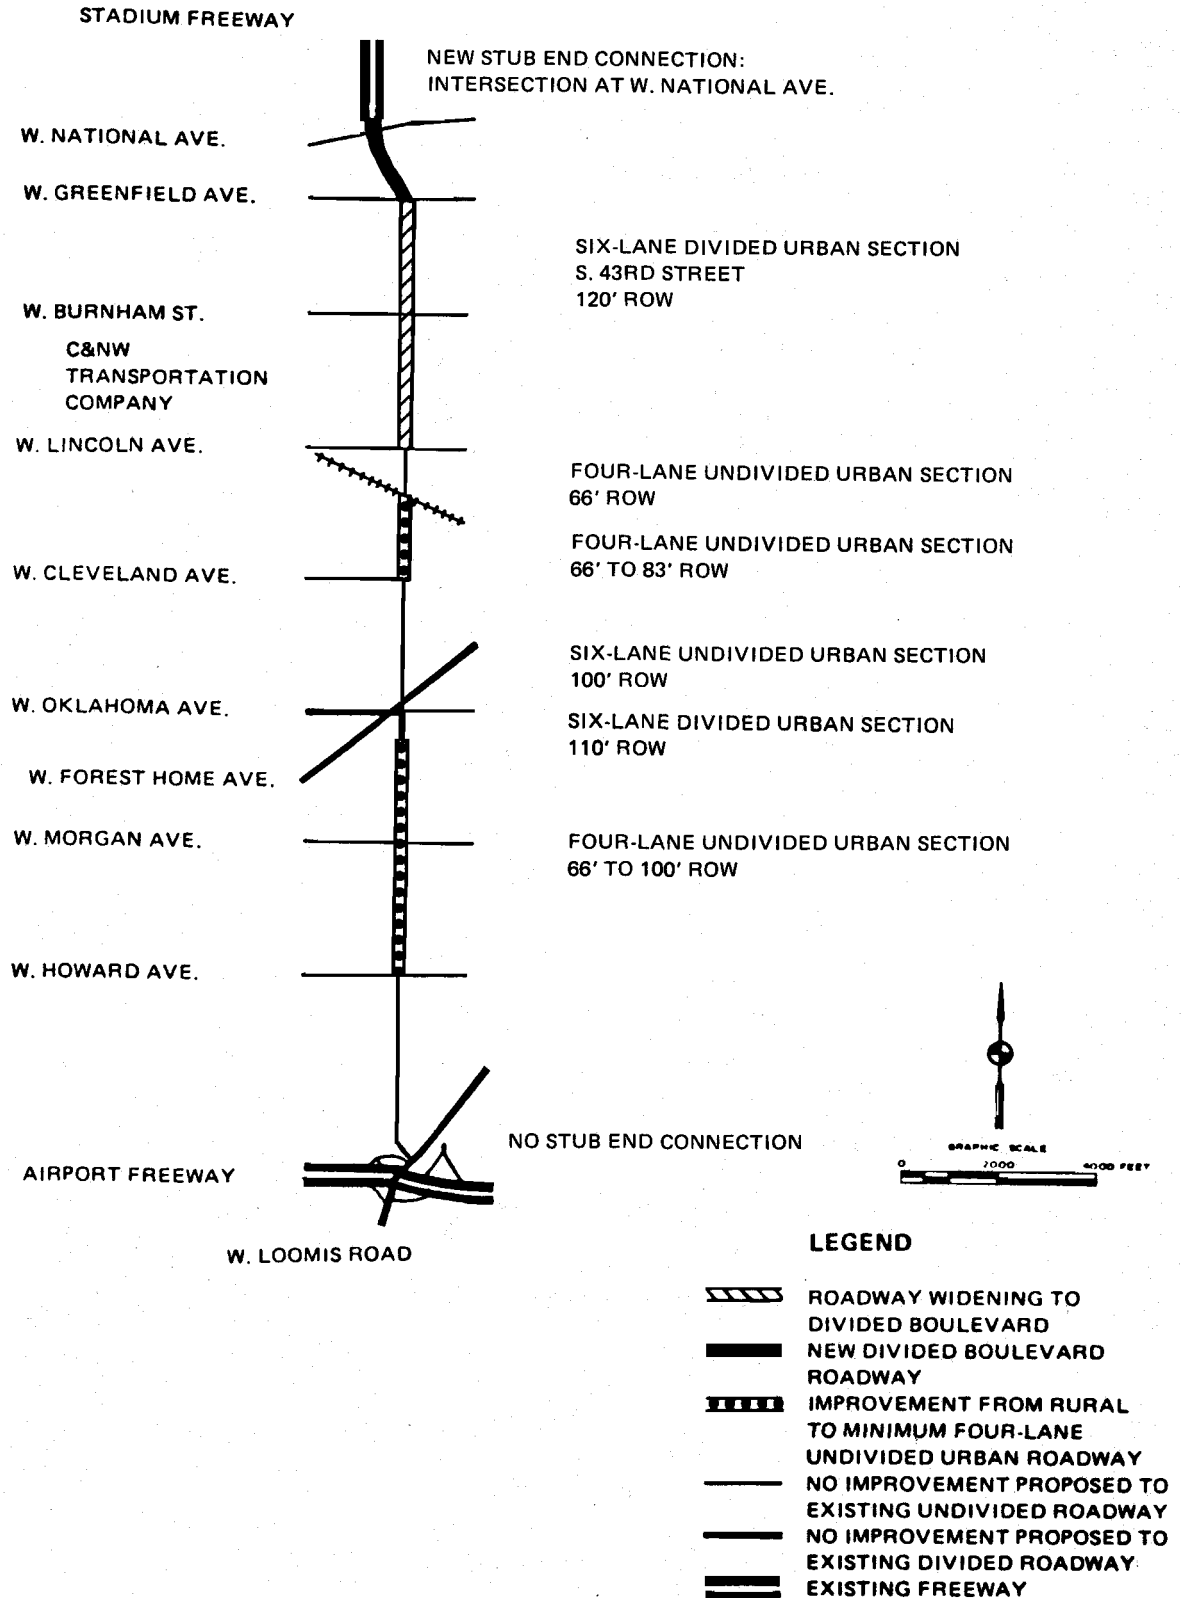 STADIUM FREEWAY
NEW STUB END CONNECTION:
INTERSECTION AT W. NATIONAL AVE.
W. NATIONAL AVE.
W. GREENFIELD AVE.
SIX-LANE DIVIDED URBAN SECTION
S. 43RD STREET
120' ROW
W. BURNHAM ST.
C&NW
TRANSPORTATION
COMPANY
W. LINCOLN AVE.
FOUR-LANE UNDIVIDED URBAN SECTION
66' ROW
FOUR-LANE UNDIVIDED URBAN SECTION
66' TO 83' ROW
W. CLEVELAND AVE.
SIX-LANE UNDIVIDED URBAN SECTION
100' ROW
W. OKLAHOMA AVE.
SIX-LANE DIVIDED URBAN SECTION
110' ROW
W. FOREST HOME AVE.
W. MORGAN AVE.
FOUR-LANE UNDIVIDED URBAN SECTION
66' TO 100' ROW
W. HOWARD AVE.
NO STUB END CONNECTION
AIRPORT FREEWAY
W. LOOMIS ROAD
GRAPHIC SCALE
0 2000 4000 FEET
LEGEND
ROADWAY WIDENING TO
DIVIDED BOULEVARD
NEW DIVIDED BOULEVARD
ROADWAY
IMPROVEMENT FROM RURAL
TO MINIMUM FOUR-LANE
UNDIVIDED URBAN ROADWAY
NO IMPROVEMENT PROPOSED TO
EXISTING UNDIVIDED ROADWAY
NO IMPROVEMENT PROPOSED TO
EXISTING DIVIDED ROADWAY
EXISTING FREEWAY